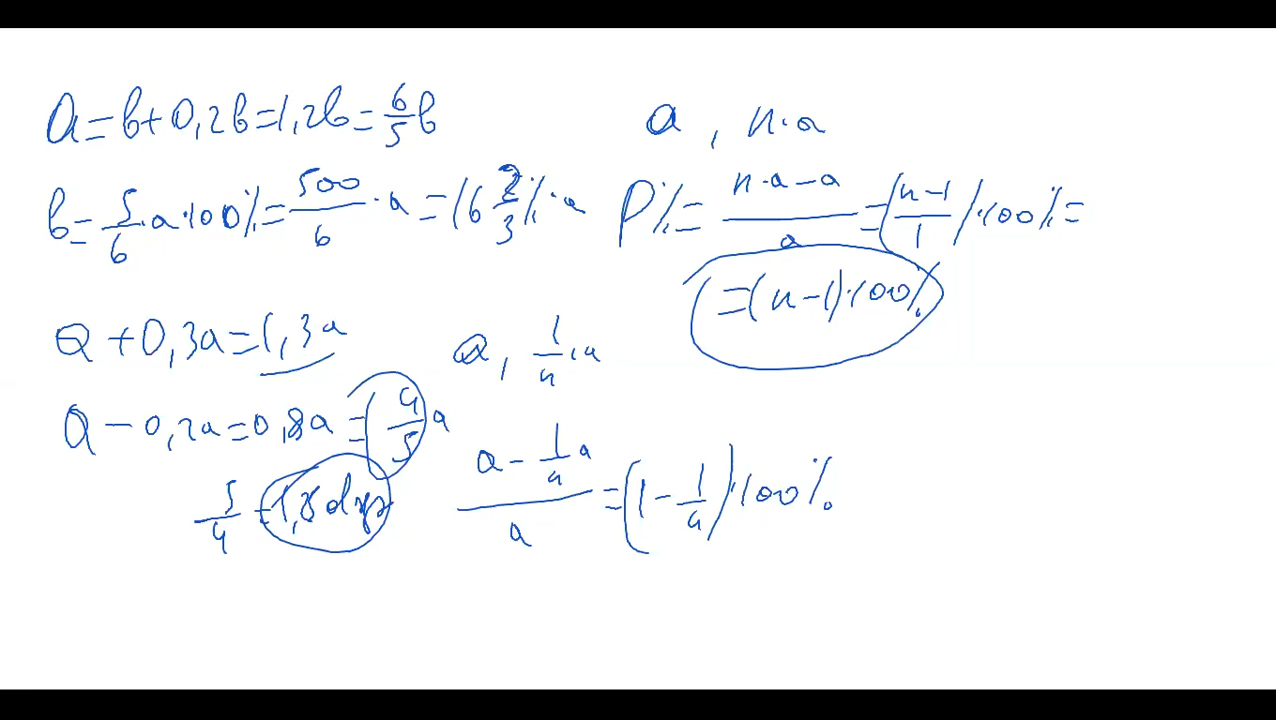 a = b + 0,2b = 1,2b = 6/5 b
b = 5/6 · a · 100% = 500/6 · a = 16 2/3 % · a
a + 0,3a = 1,3a
a - 0,2a = 0,8a = (4/5) a
5/4 =
a , n · a
P% = (n · a - a)/a = ((n - 1)/1) · 100% =
= (n - 1) · 100%
a , 1/n · a
(a - 1/n a)/a = (1 - 1/n) · 100%